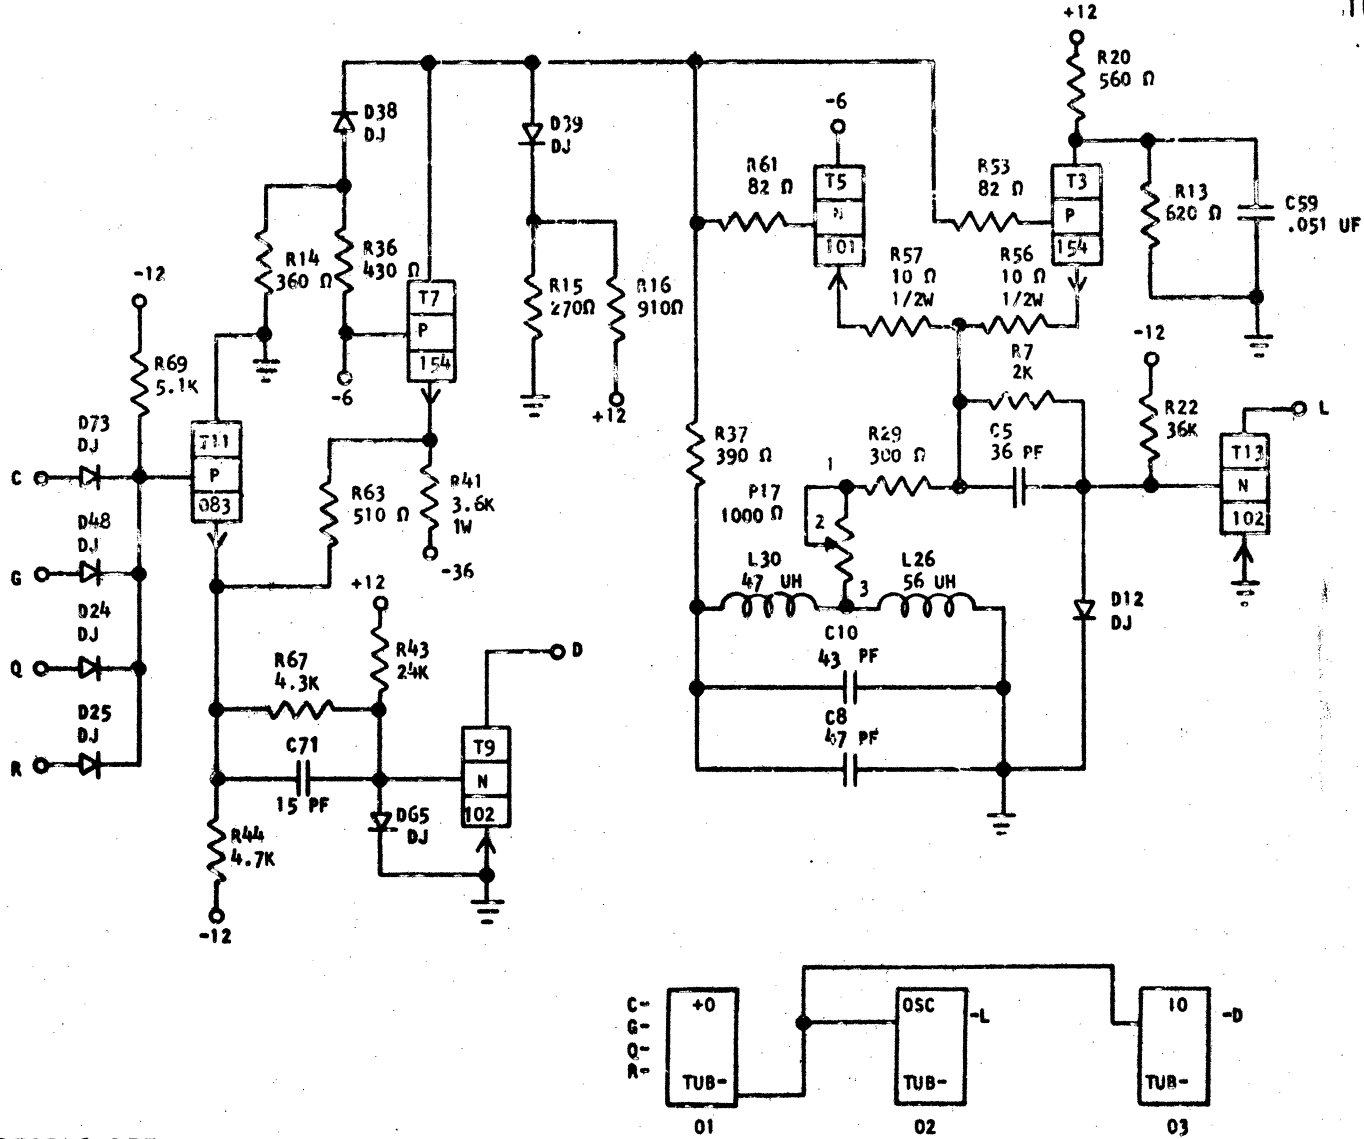 +12
R20
560 Ω
D38
DJ
D39
DJ
-6
R61
82 Ω
T5
N
101
R53
82 Ω
T3
P
154
R13
620 Ω
C59
.051 UF
R14
360 Ω
R36
430 Ω
-12
T7
P
154
R15
270Ω
R16
910Ω
R57
10 Ω
1/2W
R56
10 Ω
1/2W
-12
R69
5.1K
-6
+12
R7
2K
R22
36K
L
D73
DJ
C
T11
P
083
R63
510 Ω
R41
3.6K
1W
-36
R37
390 Ω
R29
300 Ω
C5
36 PF
T13
N
102
1
P17
1000 Ω
2
3
D48
DJ
G
D24
DJ
Q
D25
DJ
R
+12
R43
24K
D
L30
47 UH
L26
56 UH
D12
DJ
C10
43 PF
C8
47 PF
R67
4.3K
C71
15 PF
T9
N
102
D65
DJ
R44
4.7K
-12
C-
G-
Q-
R-
+O
TUB-
01
OSC
TUB-
02
-L
IO
TUB-
03
-D